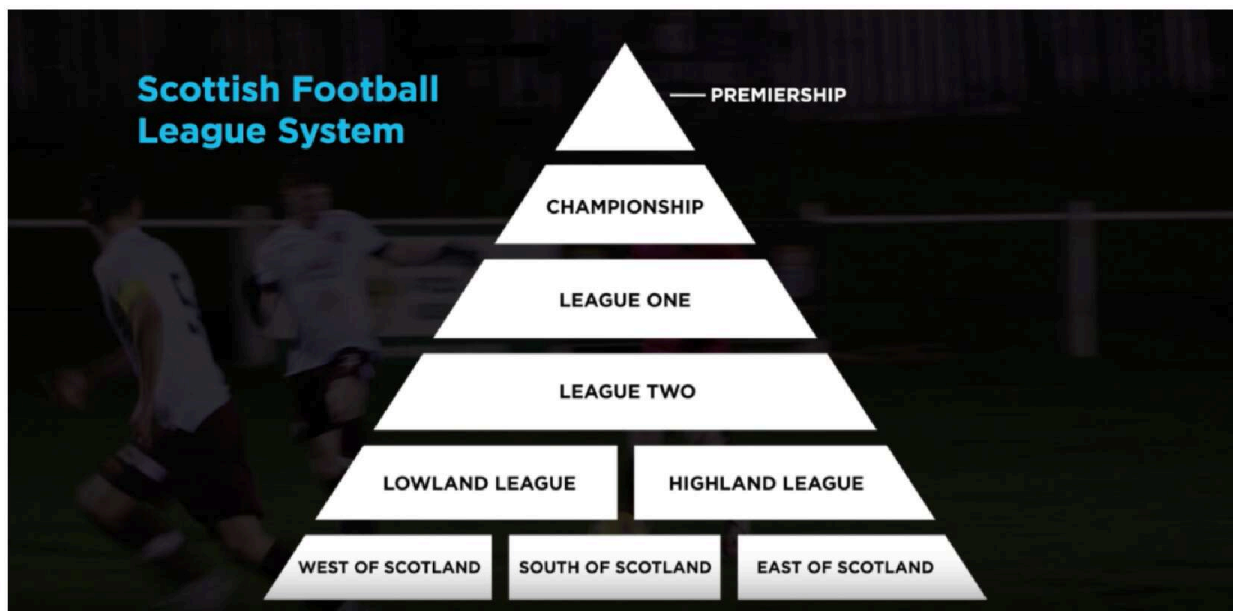 Scottish Football
League System
PREMIERSHIP
CHAMPIONSHIP
LEAGUE ONE
LEAGUE TWO
LOWLAND LEAGUE
HIGHLAND LEAGUE
WEST OF SCOTLAND
SOUTH OF SCOTLAND
EAST OF SCOTLAND